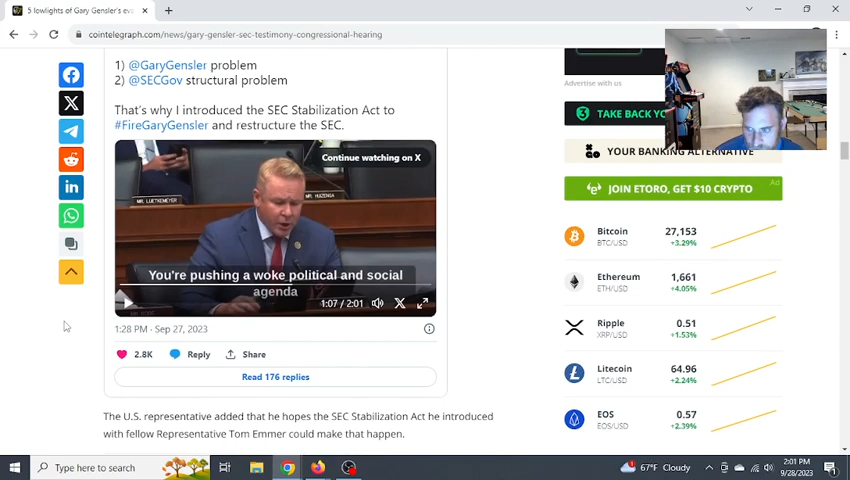 5 lowlights of Gary Gensler's eve
cointelegraph.com/news/gary-gensler-sec-testimony-congressional-hearing
1) @GaryGensler problem
2) @SECGov structural problem
That's why I introduced the SEC Stabilization Act to
#FireGaryGensler and restructure the SEC.
Continue watching on X
MR. LUETKEMEYER
MR. HUIZENGA
You're pushing a woke political and social
agenda
1:07 / 2:01
1:28 PM · Sep 27, 2023
2.8K
Reply
Share
Read 176 replies
The U.S. representative added that he hopes the SEC Stabilization Act he introduced
with fellow Representative Tom Emmer could make that happen.
Advertise with us
TAKE BACK YO
YOUR BANKING ALTERNATIVE
JOIN ETORO, GET $10 CRYPTO
Ad
Bitcoin 27,153
BTC/USD +3.29%
Ethereum 1,661
ETH/USD +4.05%
Ripple 0.51
XRP/USD +1.53%
Litecoin 64.96
LTC/USD +2.24%
EOS 0.57
EOS/USD +2.39%
Type here to search
67°F Cloudy
2:01 PM
9/28/2023